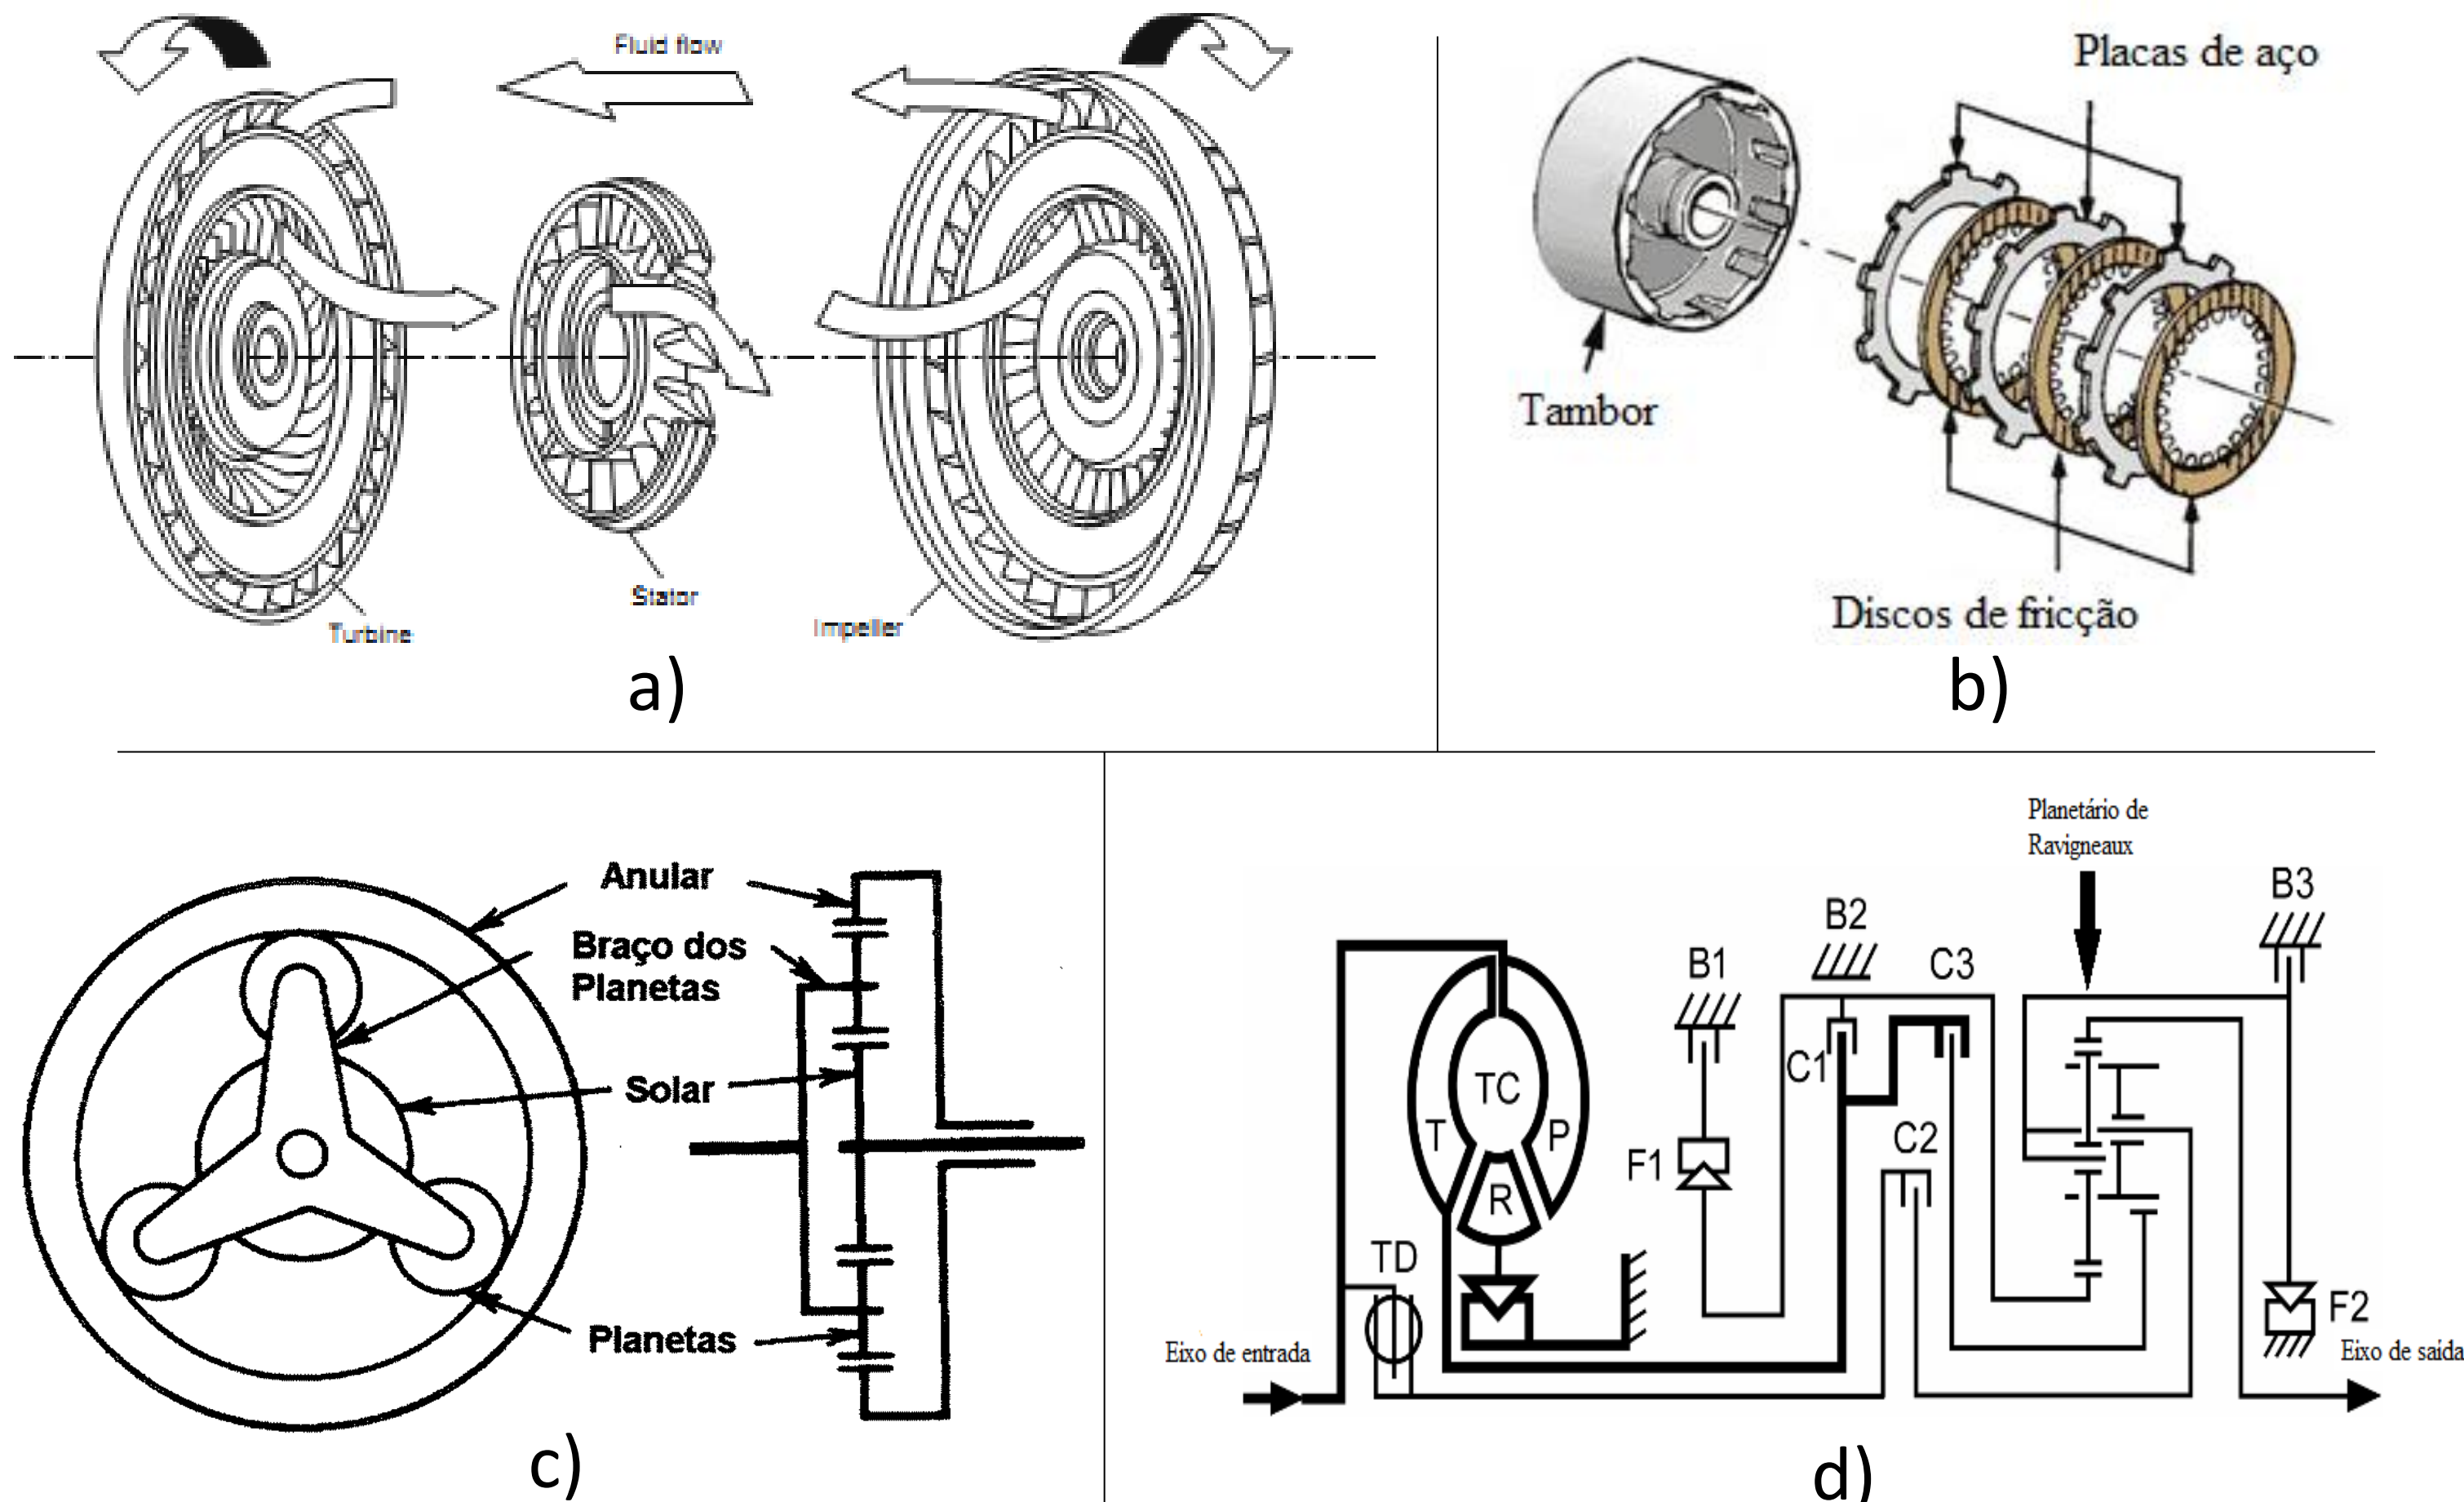 Fluid flow
Turbine
Stator
Impeller
a)
Placas de aço
Tambor
Discos de fricção
b)
Anular
Braço dos
Planetas
Solar
Planetas
c)
Planetário de
Ravigneaux
B1
B2
B3
C3
C1
C2
TC
T
P
R
F1
TD
F2
Eixo de entrada
Eixo de saída
d)